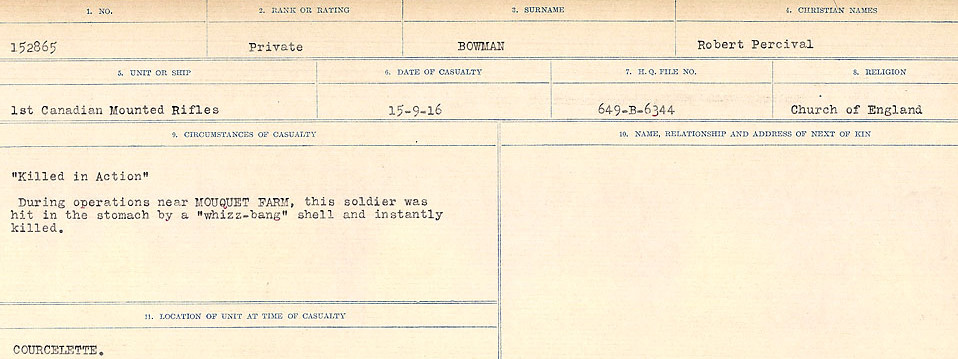 1. NO.
2. RANK OR RATING
3. SURNAME
4. CHRISTIAN NAMES
152865
Private
BOWMAN
Robert Percival
5. UNIT OR SHIP
6. DATE OF CASUALTY
7. H. Q. FILE NO.
8. RELIGION
1st Canadian Mounted Rifles
15-9-16
649-B-6344
Church of England
9. CIRCUMSTANCES OF CASUALTY
"Killed in Action"
During operations near MOUQUET FARM, this soldier was
hit in the stomach by a "whizz-bang" shell and instantly
killed.
10. NAME, RELATIONSHIP AND ADDRESS OF NEXT OF KIN
11. LOCATION OF UNIT AT TIME OF CASUALTY
COURCELETTE.